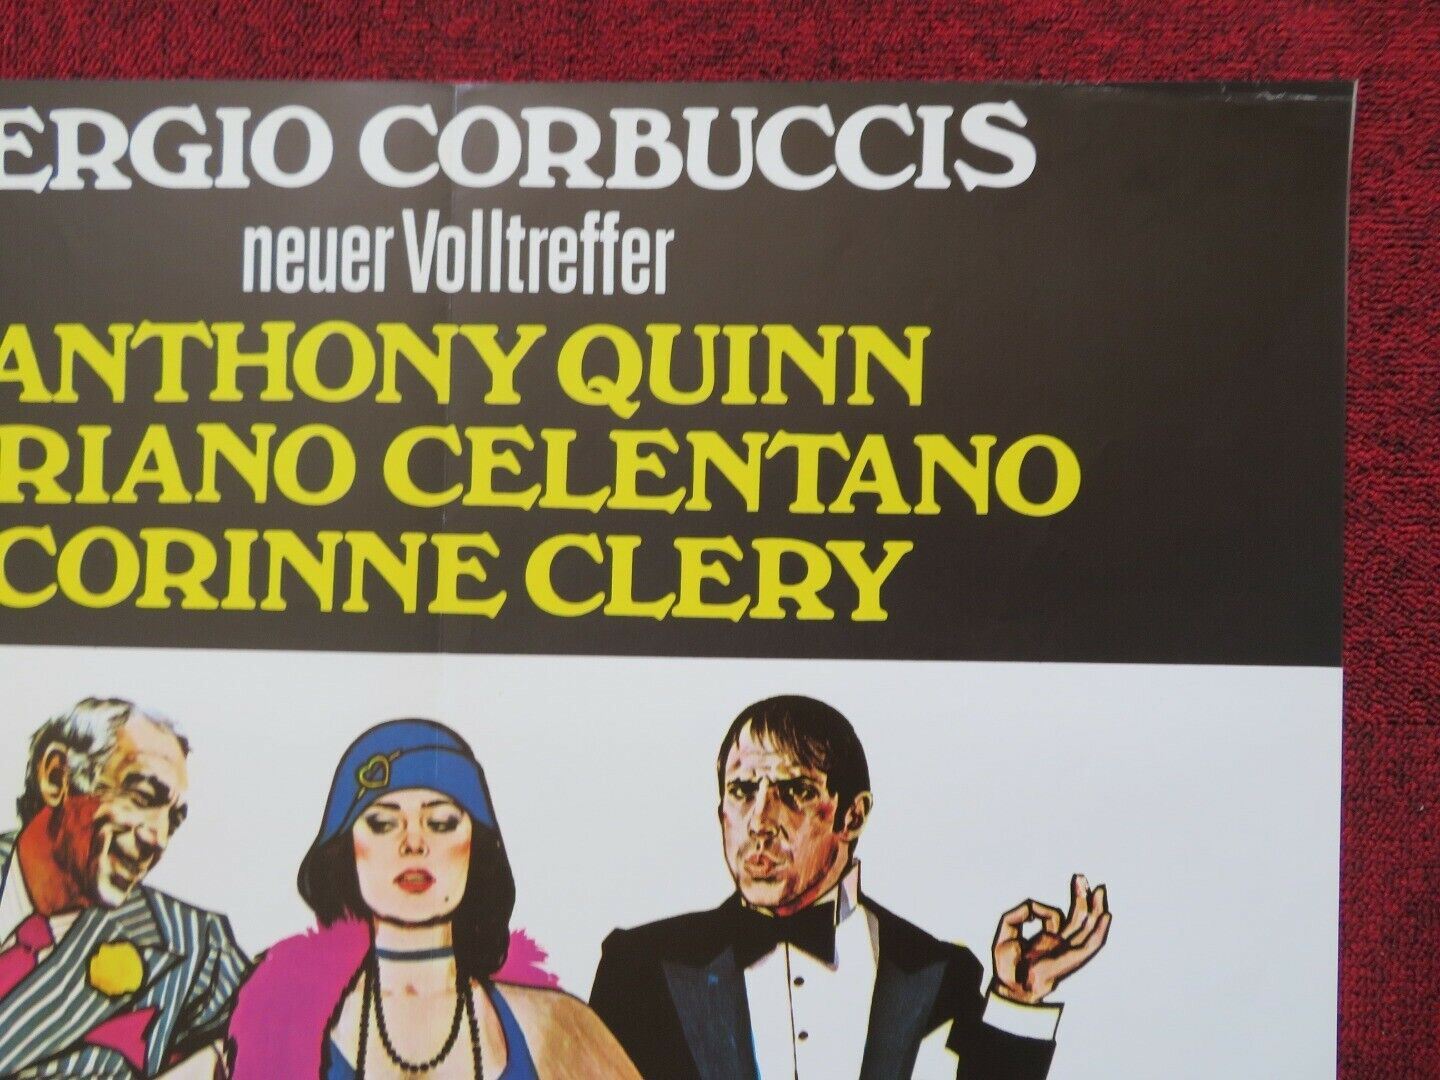 ERGIO CORBUCCIS
neuer Volltreffer
ANTHONY QUINN
RIANO CELENTANO
CORINNE CLERY